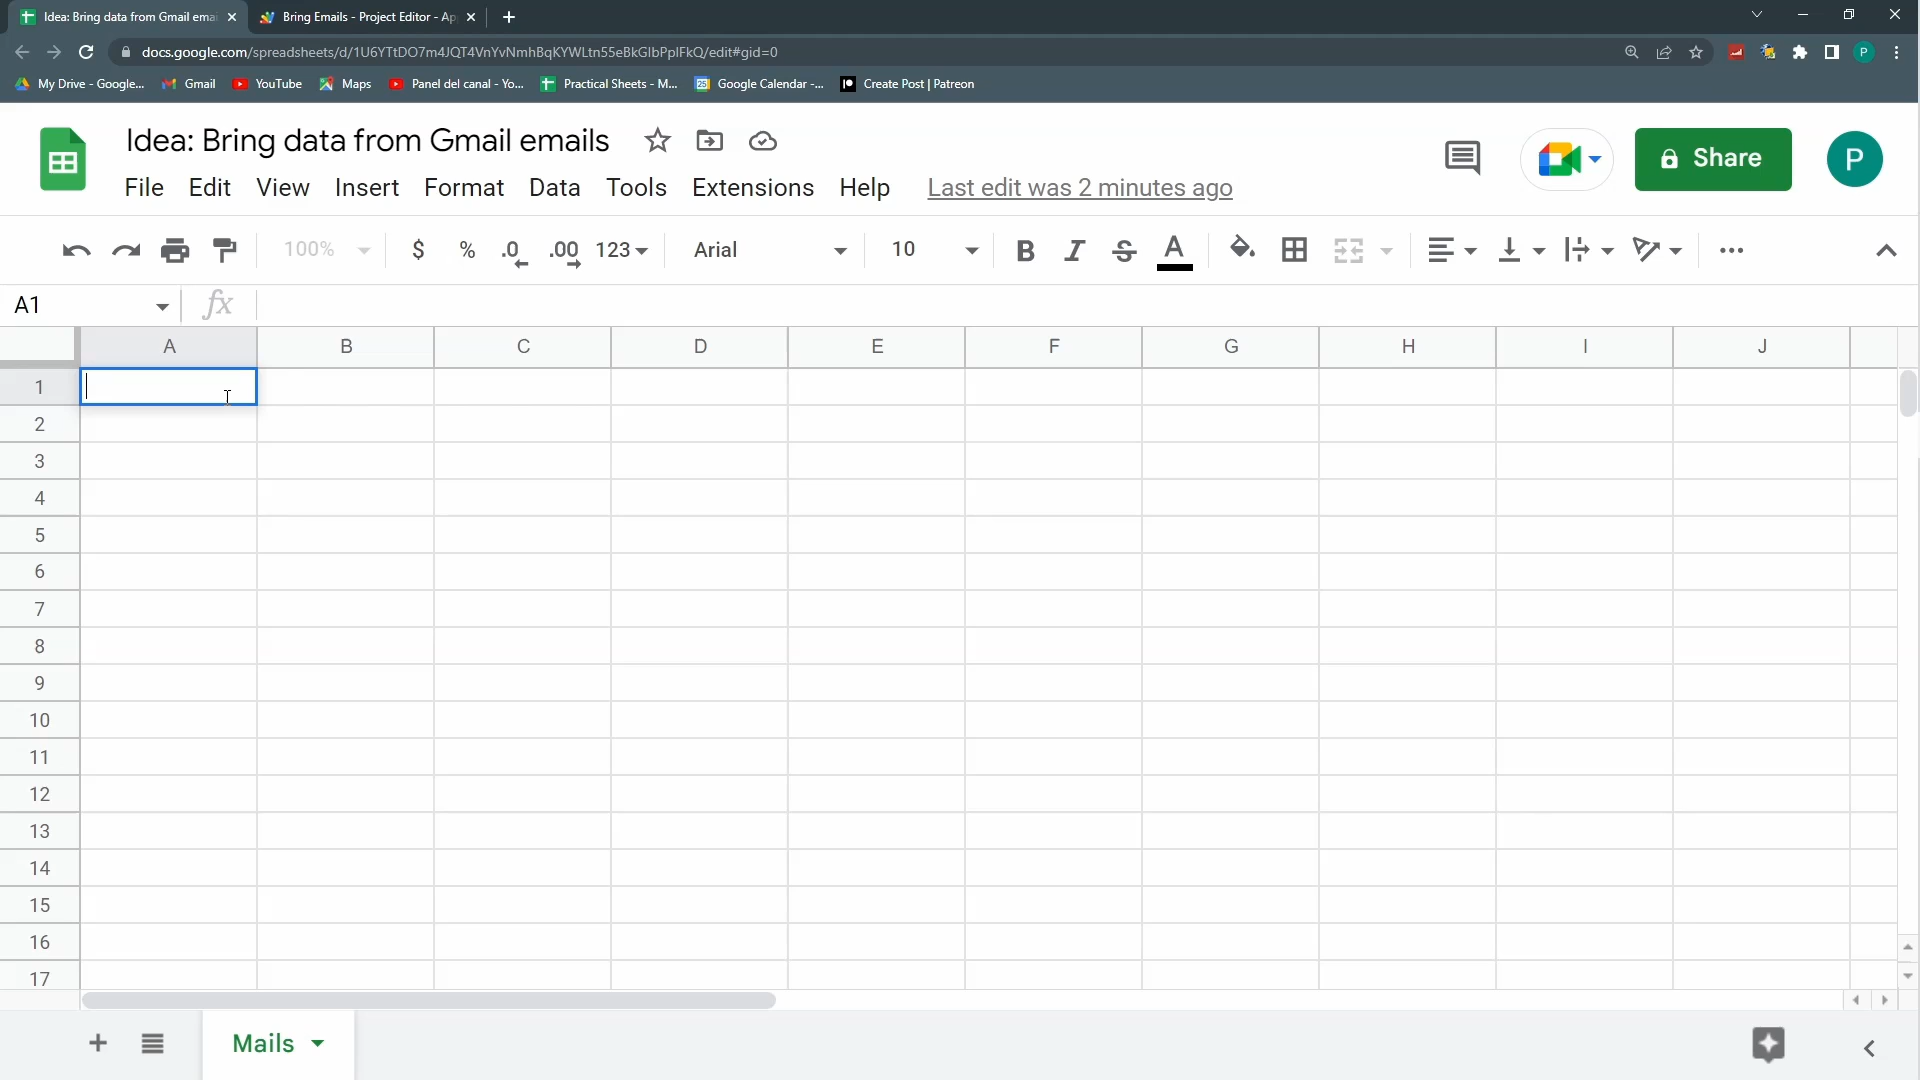 Idea: Bring data from Gmail ema
Bring Emails - Project Editor - Ap
docs.google.com/spreadsheets/d/1U6YTtDO7m4JQT4VnYvNmhBqKYWLtn55eBkGlbPplFkQ/edit#gid=0
P
My Drive - Google...
Gmail
YouTube
Maps
Panel del canal - Yo...
Practical Sheets - M...
Google Calendar -...
Create Post | Patreon
Idea: Bring data from Gmail emails
Share
P
File Edit View Insert Format Data Tools Extensions Help Last edit was 2 minutes ago
100% $ % .0 .00 123 Arial 10 B I S A
A1 fx
A B C D E F G H I J
1
2
3
4
5
6
7
8
9
10
11
12
13
14
15
16
17
Mails